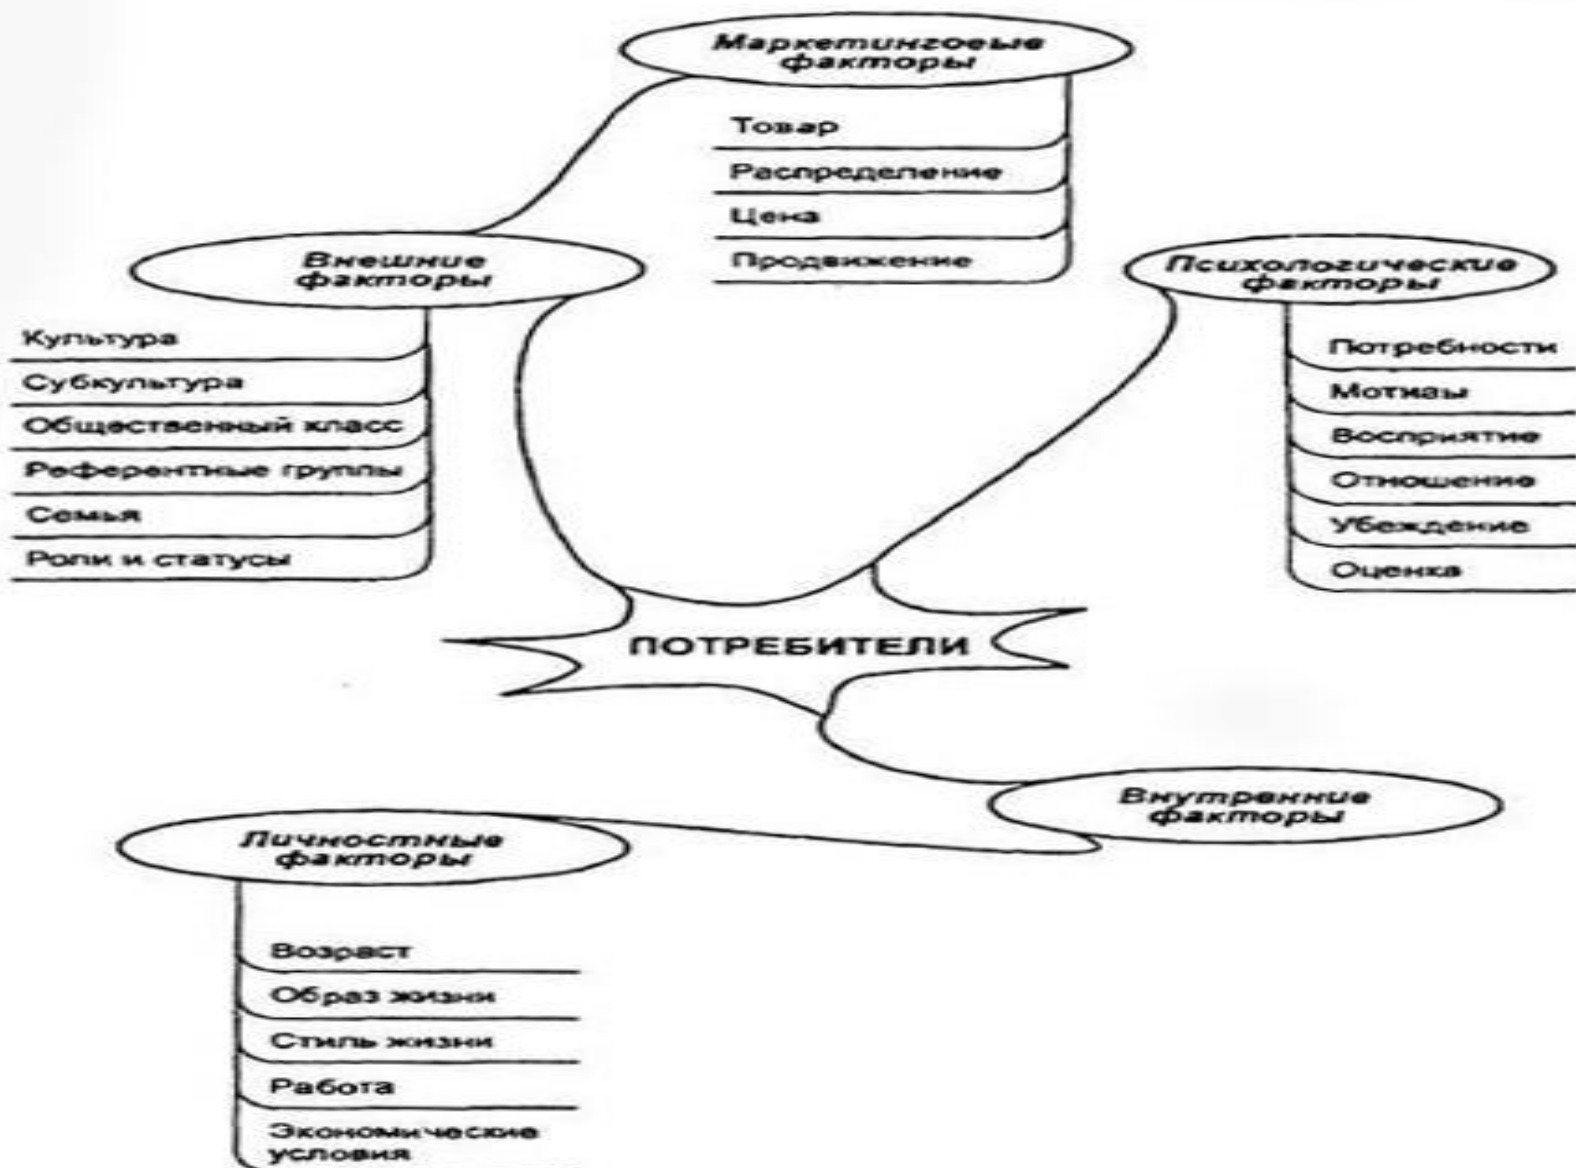 Маркетинговые
факторы
Товар
Распределение
Цена
Продвижение
Внешние
факторы
Культура
Субкультура
Общественный класс
Референтные группы
Семья
Роли и статусы
Психологические
факторы
Потребности
Мотивы
Восприятие
Отношение
Убеждение
Оценка
ПОТРЕБИТЕЛИ
Внутренние
факторы
Личностные
факторы
Возраст
Образ жизни
Стиль жизни
Работа
Экономические
условия